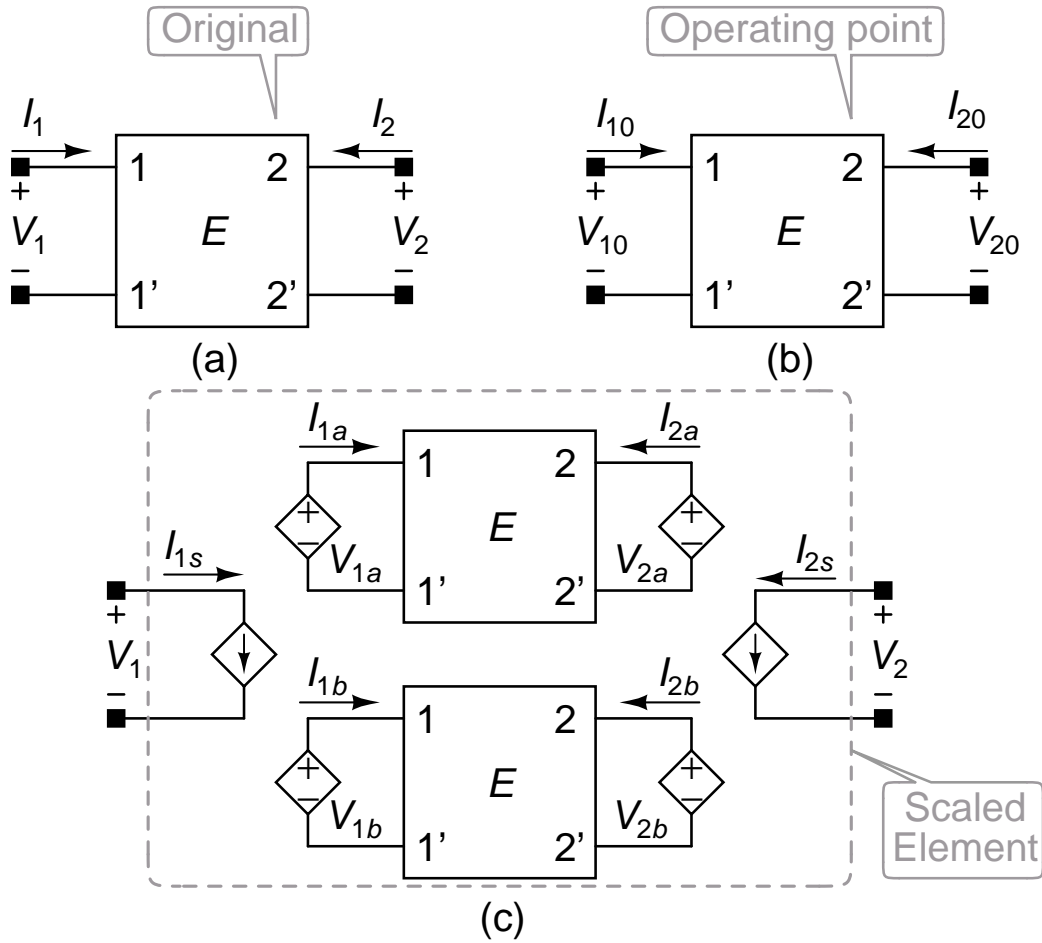 Original
Operating point
I1
I2
I10
I20
1
2
1
2
+
+
+
+
V1
E
V2
V10
E
V20
−
−
−
−
1’
2’
1’
2’
(a)
(b)
I1a
I2a
1
2
+
−
E
+
−
I1s
V1a
V2a
I2s
1’
2’
+
+
V1
V2
I1b
I2b
−
−
1
2
+
−
E
+
−
V1b
V2b
1’
2’
Scaled
Element
(c)